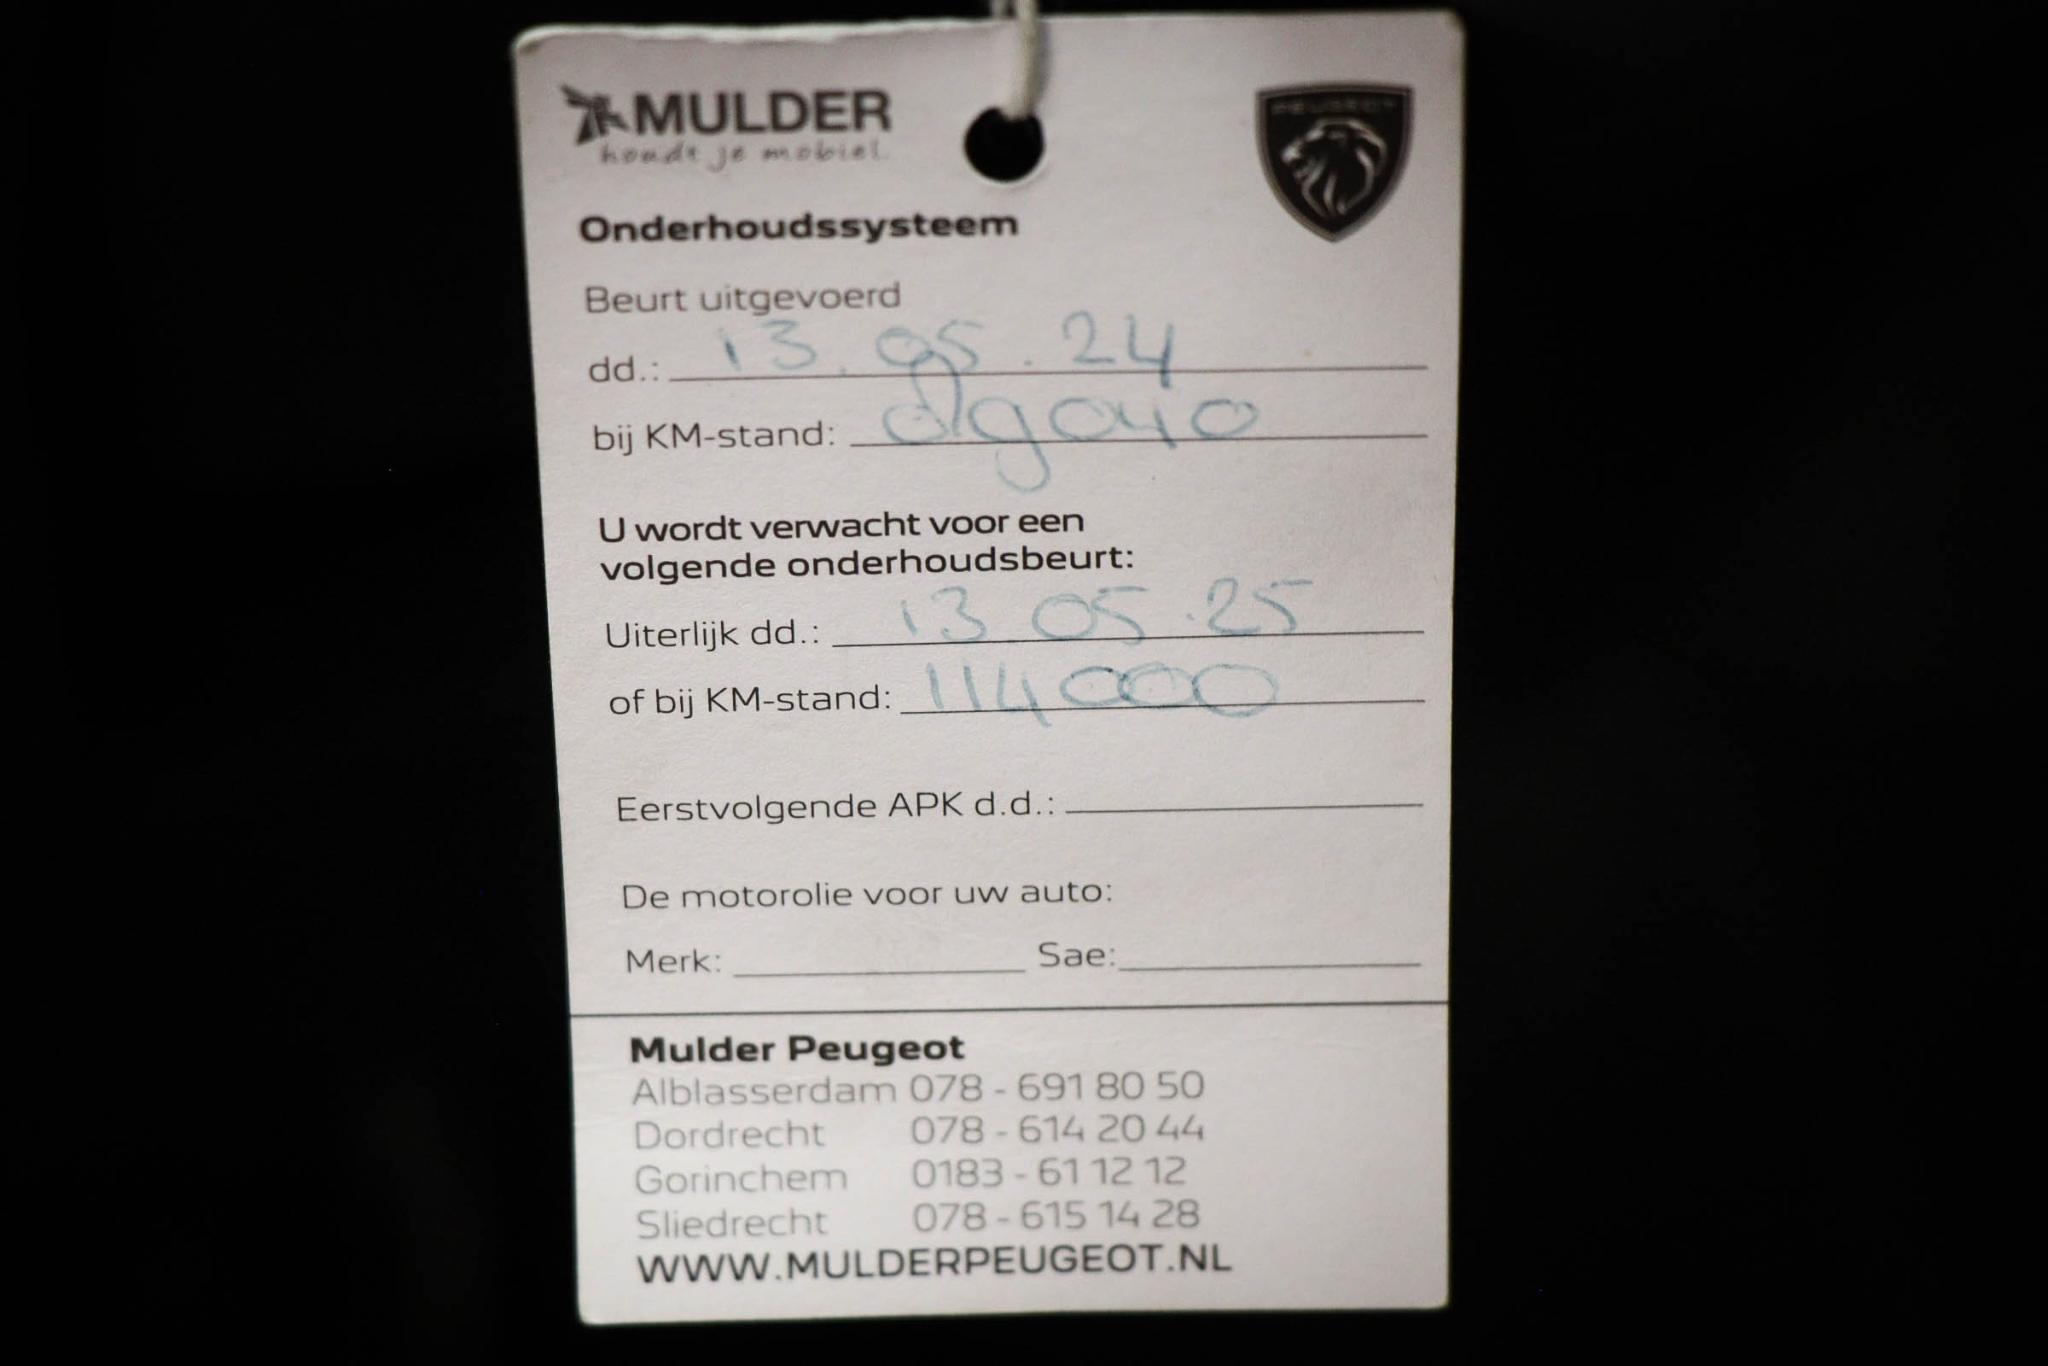 MULDER
houdt je mobiel.
PEUGEOT
Onderhoudssysteem
Beurt uitgevoerd
dd.: 13.05.24
bij KM-stand: 89040
U wordt verwacht voor een
volgende onderhoudsbeurt:
Uiterlijk dd.: 13.05.25
of bij KM-stand: 114000
Eerstvolgende APK d.d.:
De motorolie voor uw auto:
Merk: Sae:
Mulder Peugeot
Alblasserdam 078 - 691 80 50
Dordrecht 078 - 614 20 44
Gorinchem 0183 - 61 12 12
Sliedrecht 078 - 615 14 28
WWW.MULDERPEUGEOT.NL